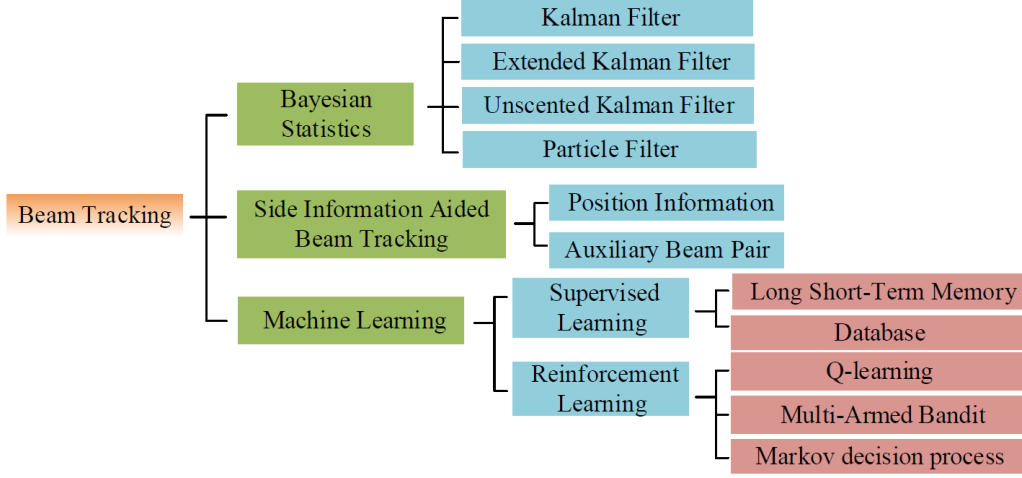 Beam Tracking
Bayesian
Statistics
Kalman Filter
Extended Kalman Filter
Unscented Kalman Filter
Particle Filter
Side Information Aided
Beam Tracking
Position Information
Auxiliary Beam Pair
Machine Learning
Supervised
Learning
Long Short-Term Memory
Database
Reinforcement
Learning
Q-learning
Multi-Armed Bandit
Markov decision process